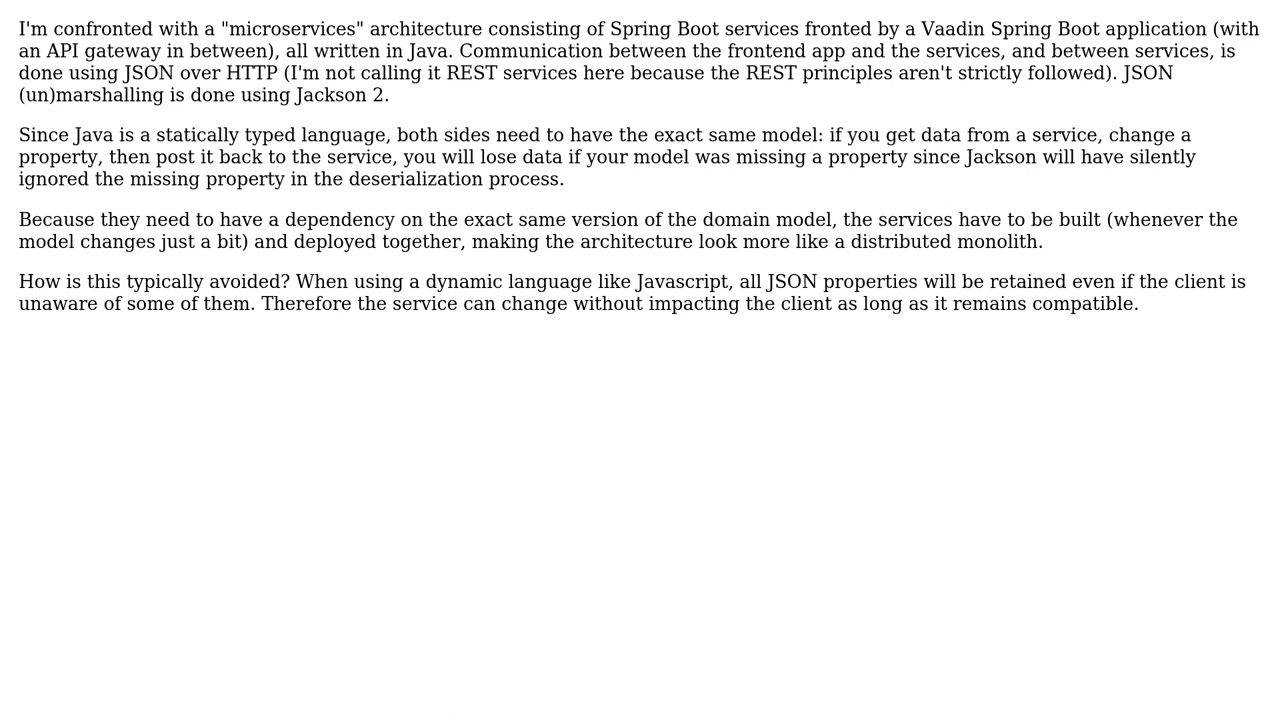 I'm confronted with a "microservices" architecture consisting of Spring Boot services fronted by a Vaadin Spring Boot application (with
an API gateway in between), all written in Java. Communication between the frontend app and the services, and between services, is
done using JSON over HTTP (I'm not calling it REST services here because the REST principles aren't strictly followed). JSON
(un)marshalling is done using Jackson 2.
Since Java is a statically typed language, both sides need to have the exact same model: if you get data from a service, change a
property, then post it back to the service, you will lose data if your model was missing a property since Jackson will have silently
ignored the missing property in the deserialization process.
Because they need to have a dependency on the exact same version of the domain model, the services have to be built (whenever the
model changes just a bit) and deployed together, making the architecture look more like a distributed monolith.
How is this typically avoided? When using a dynamic language like Javascript, all JSON properties will be retained even if the client is
unaware of some of them. Therefore the service can change without impacting the client as long as it remains compatible.